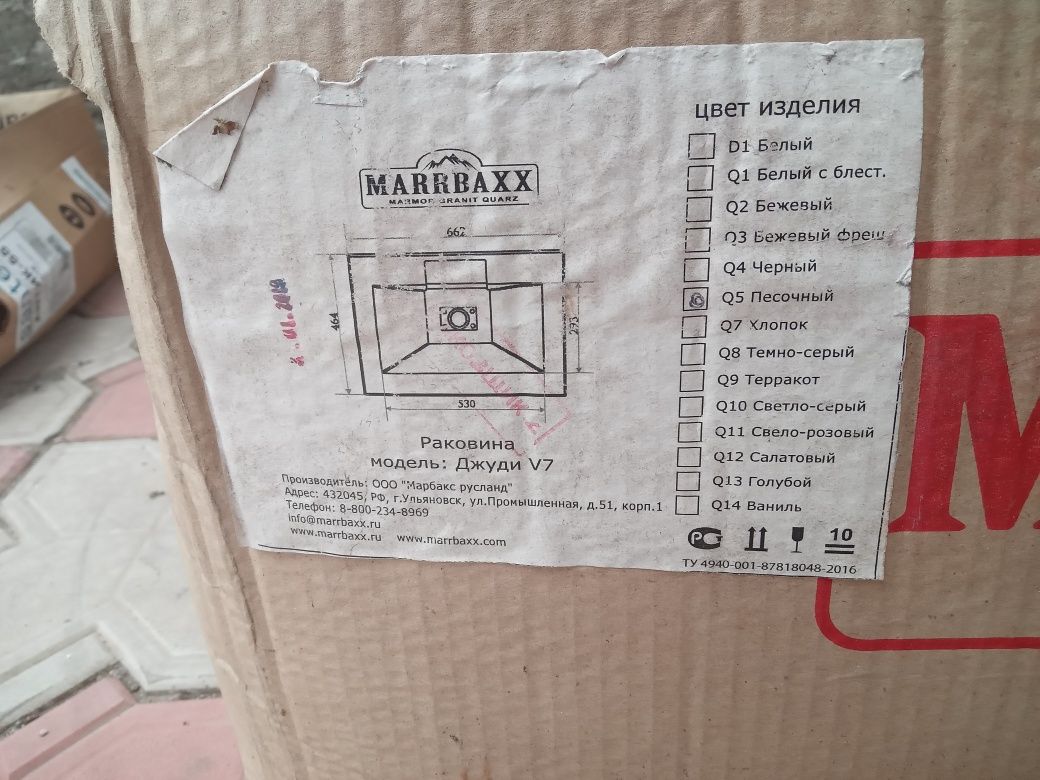 MARRBAXX
MARMOR GRANIT QUARZ
662
464
293
530
Раковина
модель: Джуди V7
Производитель: ООО "Марбакс русланд"
Адрес: 432045, РФ, г.Ульяновск, ул.Промышленная, д.51, корп.1
Телефон: 8-800-234-8969
info@marrbaxx.ru
www.marrbaxx.ru www.marrbaxx.com
цвет изделия
D1 Белый
Q1 Белый с блест.
Q2 Бежевый
Q3 Бежевый фреш
Q4 Черный
Q5 Песочный
Q7 Хлопок
Q8 Темно-серый
Q9 Терракот
Q10 Светло-серый
Q11 Свело-розовый
Q12 Салатовый
Q13 Голубой
Q14 Ваниль
РСТ
10
ТУ 4940-001-87818048-2016
M